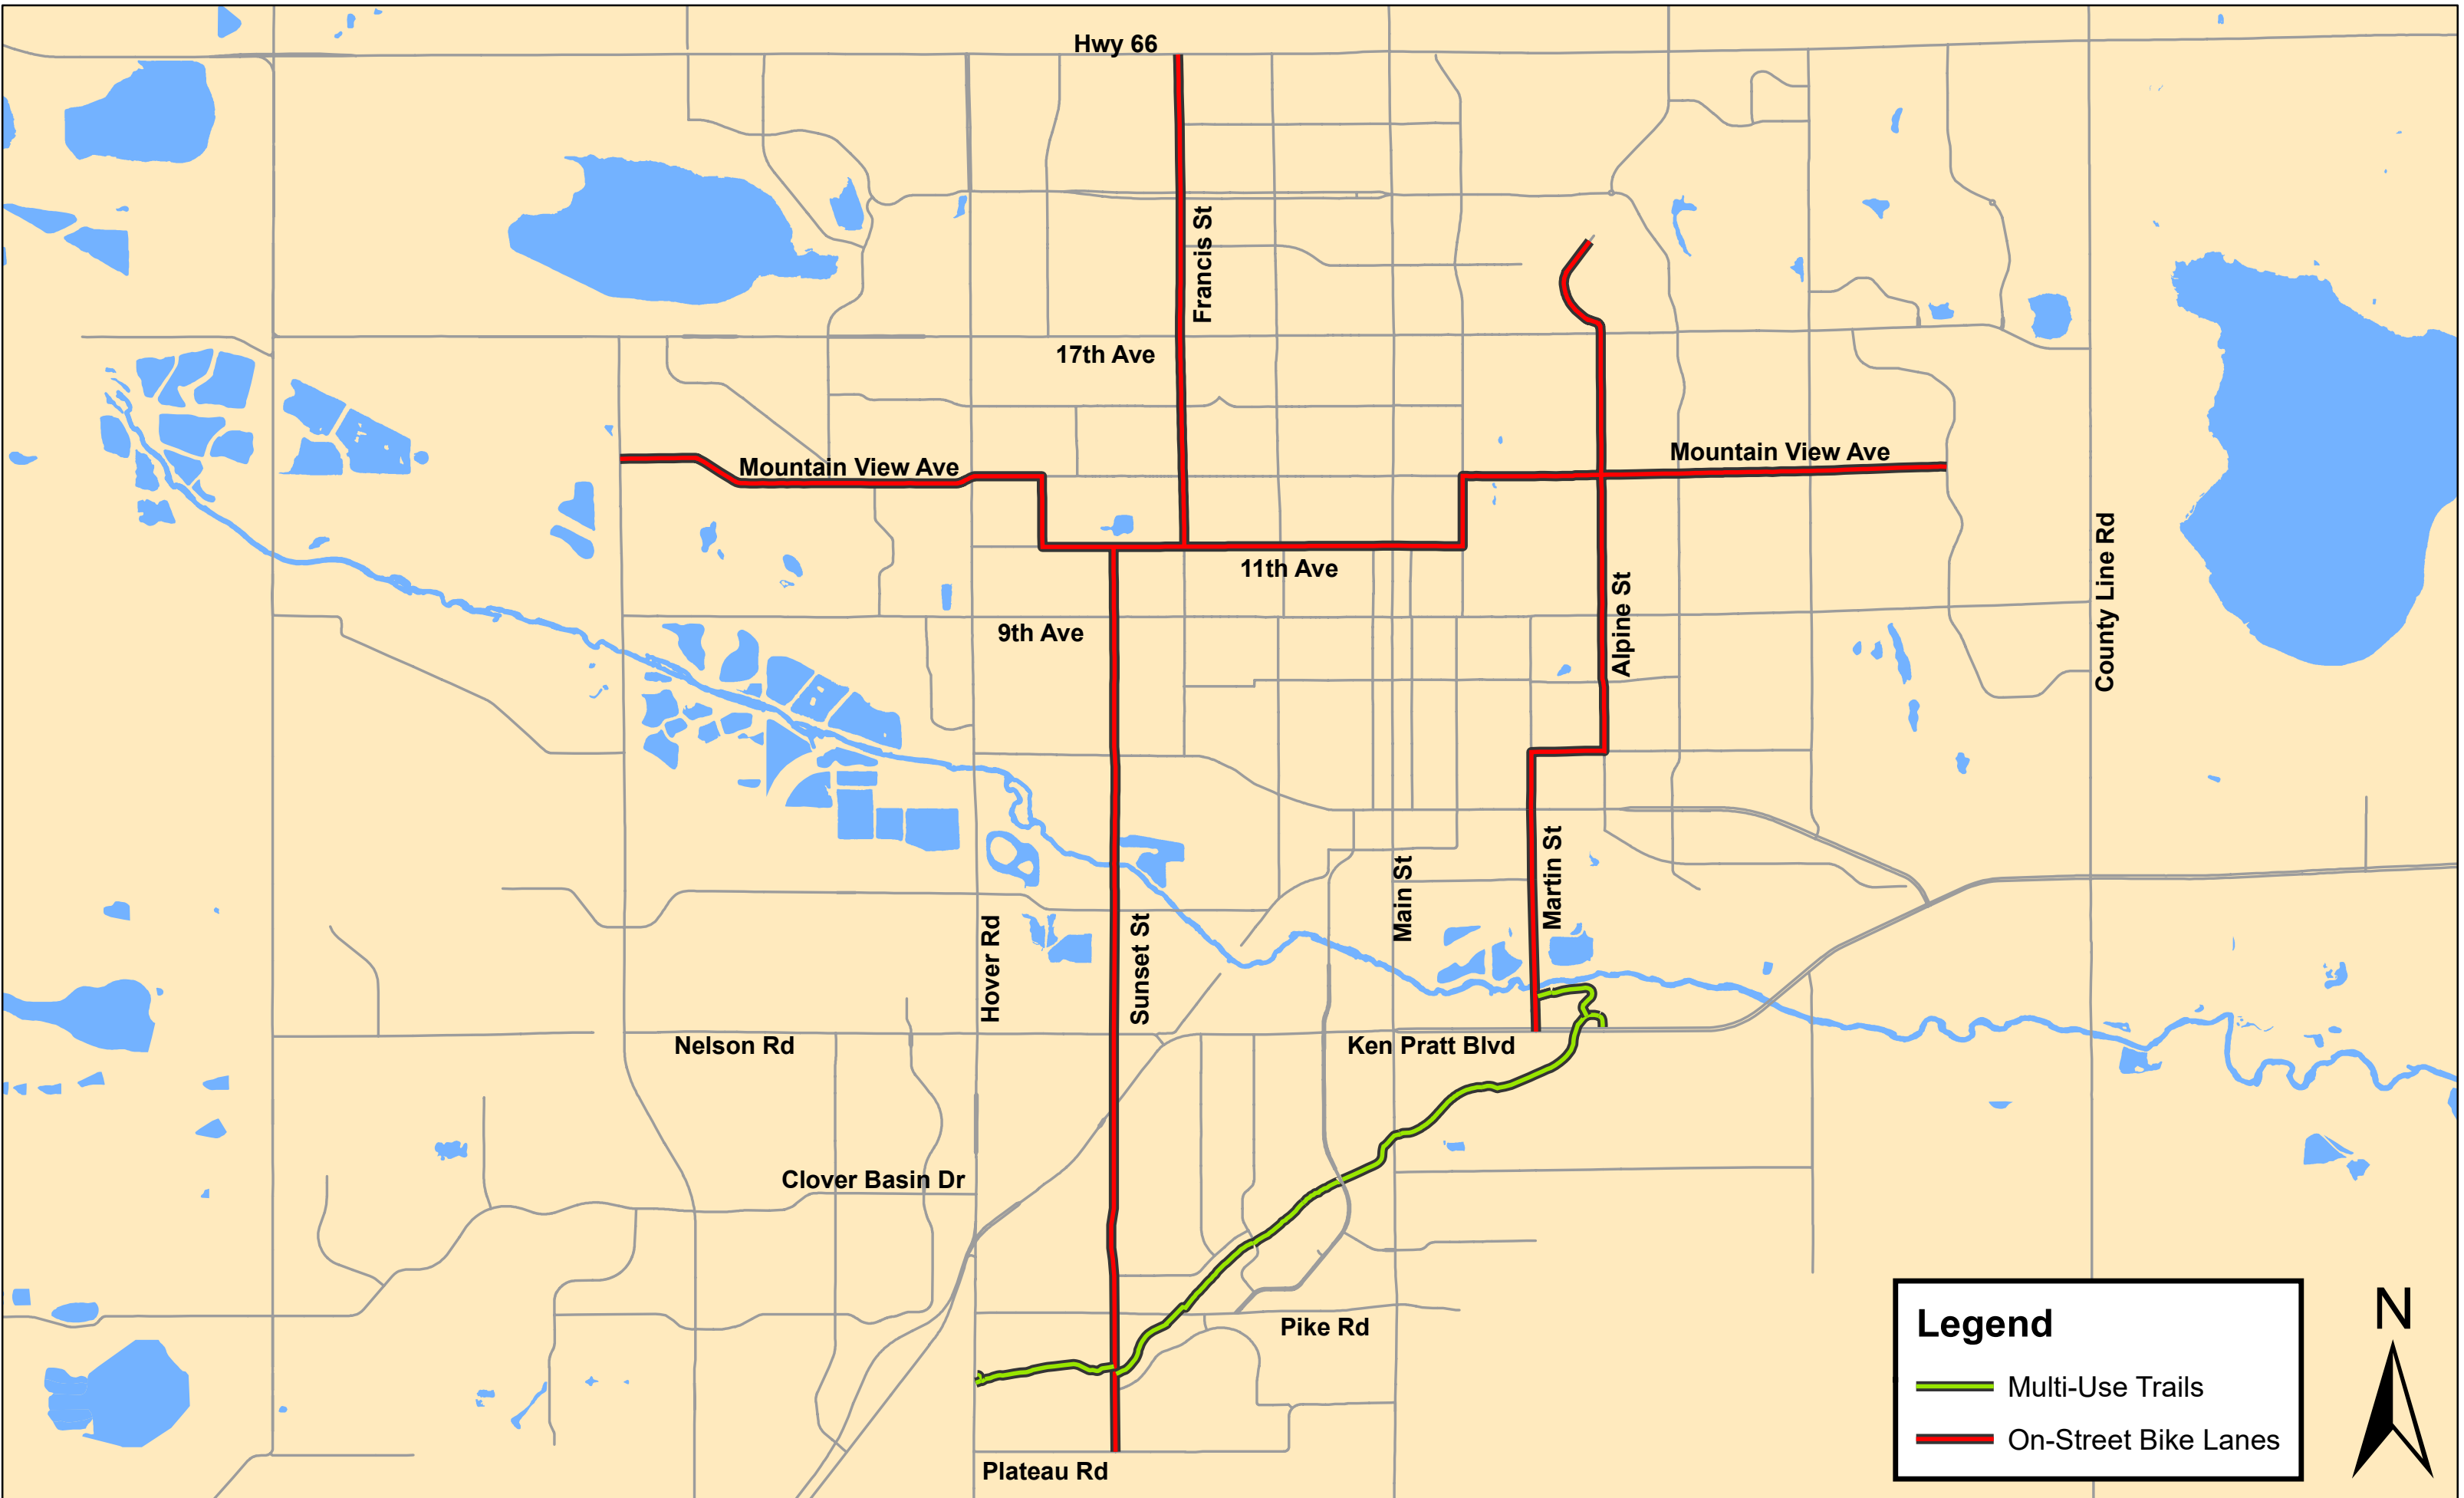 Hwy 66
Francis St
17th Ave
Mountain View Ave
Mountain View Ave
11th Ave
County Line Rd
Alpine St
9th Ave
Martin St
Main St
Hover Rd
Sunset St
Nelson Rd
Ken Pratt Blvd
Clover Basin Dr
Pike Rd
Plateau Rd
Legend
Multi-Use Trails
On-Street Bike Lanes
N